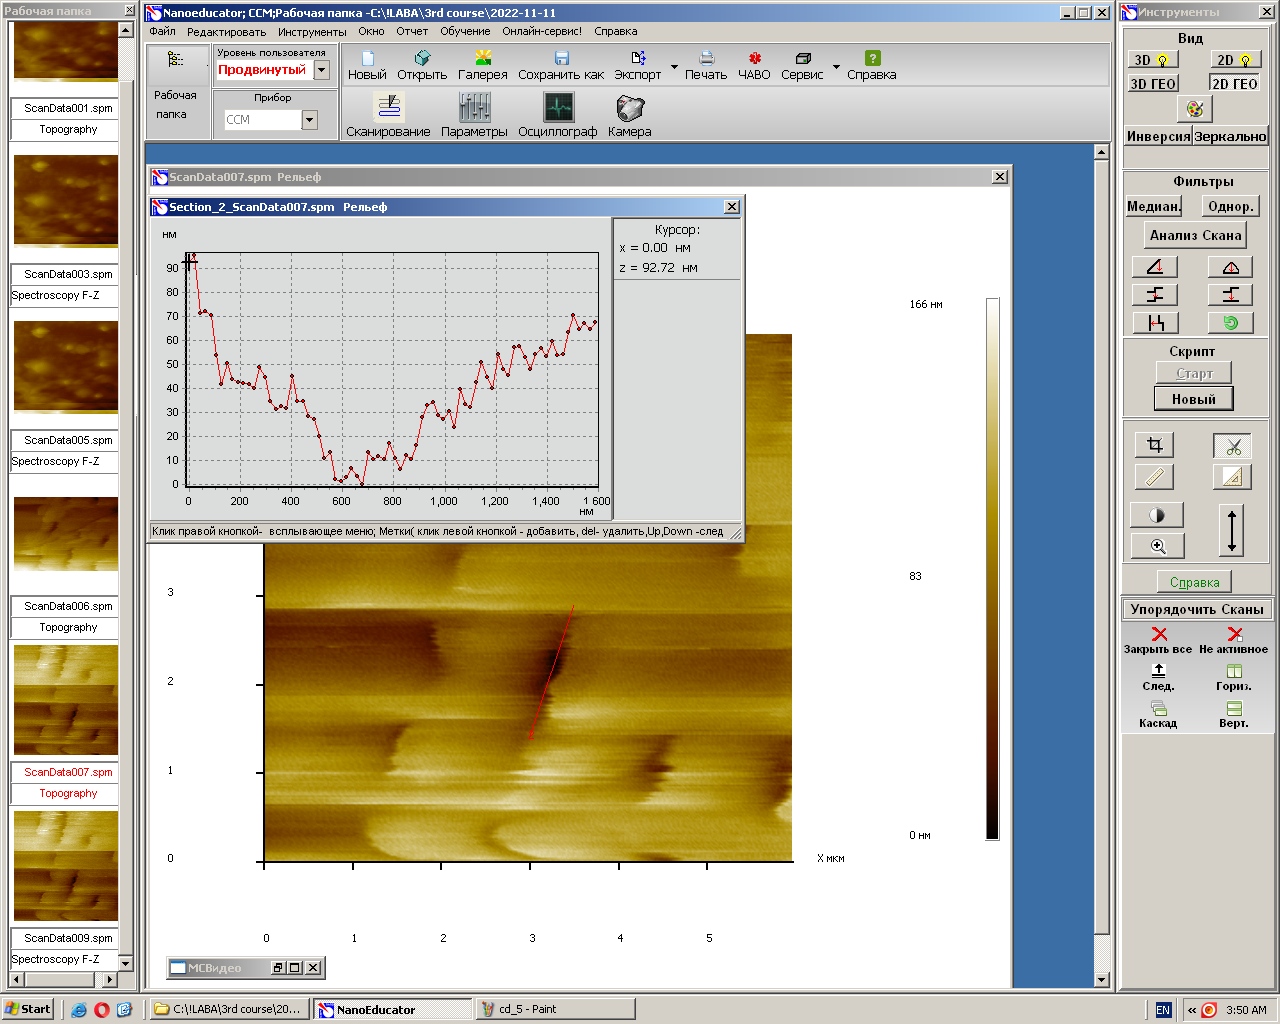 Рабочая папка
ScanData001.spm
Topography
ScanData003.spm
Spectroscopy F-Z
ScanData005.spm
Spectroscopy F-Z
ScanData006.spm
Topography
ScanData007.spm
Topography
ScanData009.spm
Spectroscopy F-Z
Nanoeducator; ССМ;Рабочая папка -C:\!LABA\3rd course\2022-11-11
Файл Редактировать Инструменты Окно Отчет Обучение Онлайн-сервис! Справка
Рабочая
папка
Уровень пользователя
Продвинутый
Прибор
ССМ
Новый Открыть Галерея Сохранить как Экспорт Печать ЧАВО Сервис Справка
Сканирование Параметры Осциллограф Камера
ScanData007.spm Рельеф
Section_2_ScanData007.spm Рельеф
нм
90
80
70
60
50
40
30
20
10
0
0 200 400 600 800 1,000 1,200 1,400 1 600
нм
Курсор:
x = 0.00 нм
z = 92.72 нм
Клик правой кнопкой- всплывающее меню; Метки( клик левой кнопкой - добавить, del- удалить,Up,Down -след
166 нм
83
0 нм
3
2
1
0
X мкм
0 1 2 3 4 5
МСВидео
Инструменты
Вид
3D 2D
3D ГЕО 2D ГЕО
Инверсия Зеркально
Фильтры
Медиан. Однор.
Анализ Скана
Скрипт
Старт
Новый
Справка
Упорядочить Сканы
Закрыть все Не активное
След. Гориз.
Каскад Верт.
Start C:\!LABA\3rd course\20... NanoEducator cd_5 - Paint EN « 3:50 AM